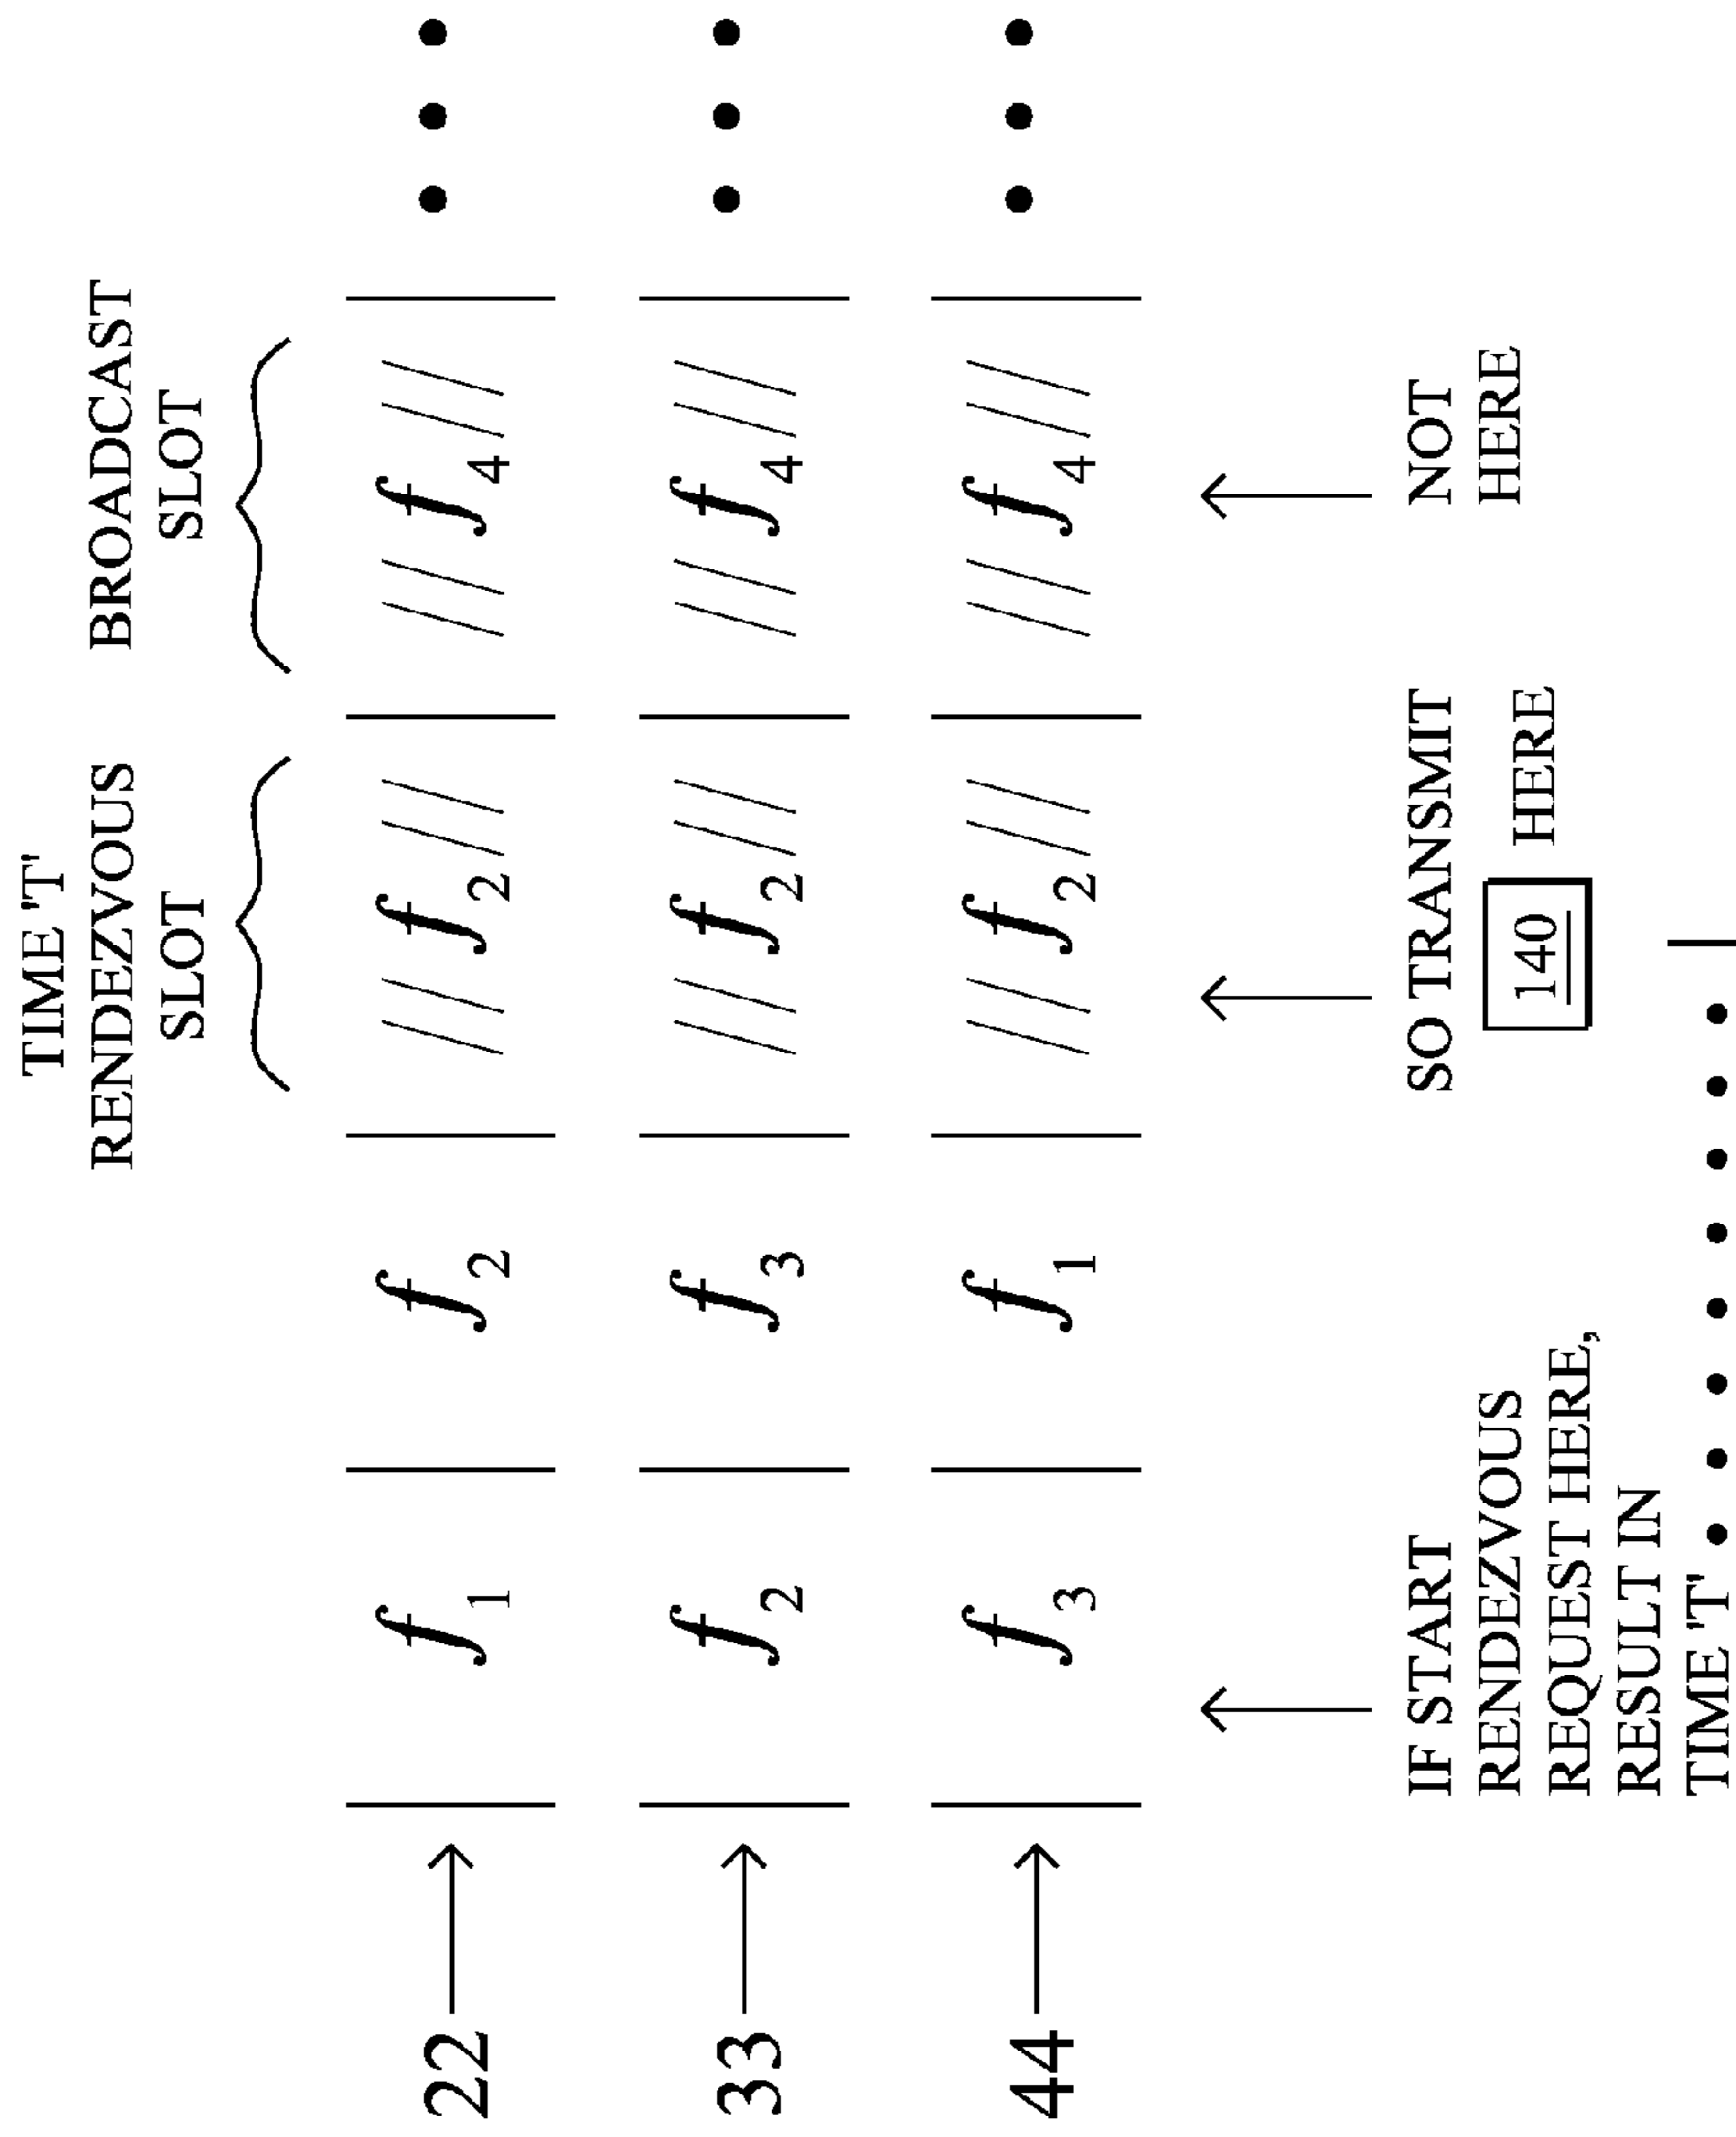 TIME 'T'
RENDEZVOUS
SLOT
BROADCAST
SLOT
22 f1 f2 f2 f4
33 f2 f3 f2 f4
44 f3 f1 f2 f4
IF START
RENDEZVOUS
REQUEST HERE,
RESULT IN
TIME 'T'
SO TRANSMIT
140 HERE
NOT
HERE